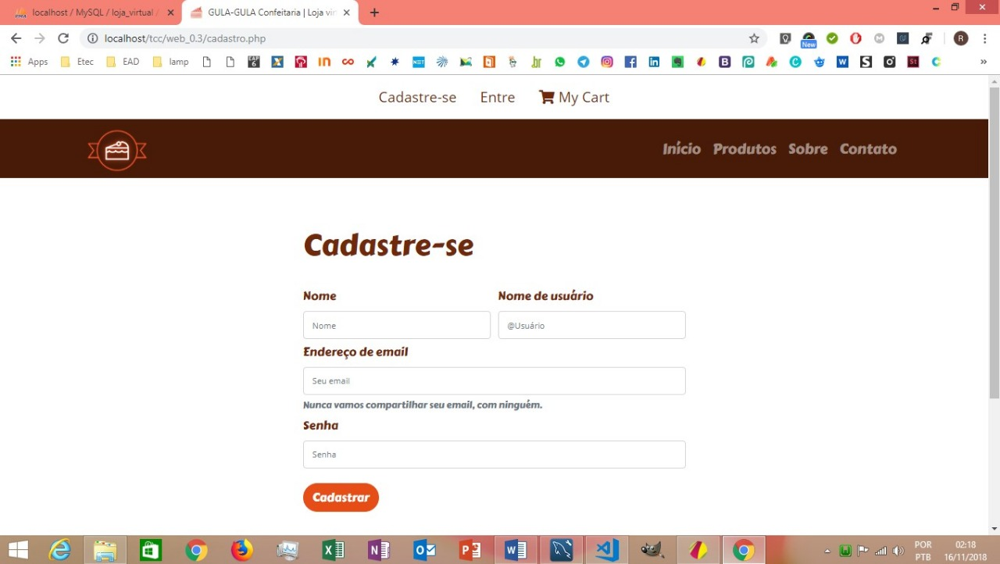 localhost / MySQL / loja_virtual /
GULA-GULA Confeitaria | Loja vir
localhost/tcc/web_0.3/cadastro.php
New
R
Apps Etec EAD lamp
Cadastre-se Entre My Cart
Início Produtos Sobre Contato
Cadastre-se
Nome Nome de usuário
Nome @Usuário
Endereço de email
Seu email
Nunca vamos compartilhar seu email, com ninguém.
Senha
Senha
Cadastrar
POR 02:18
PTB 16/11/2018